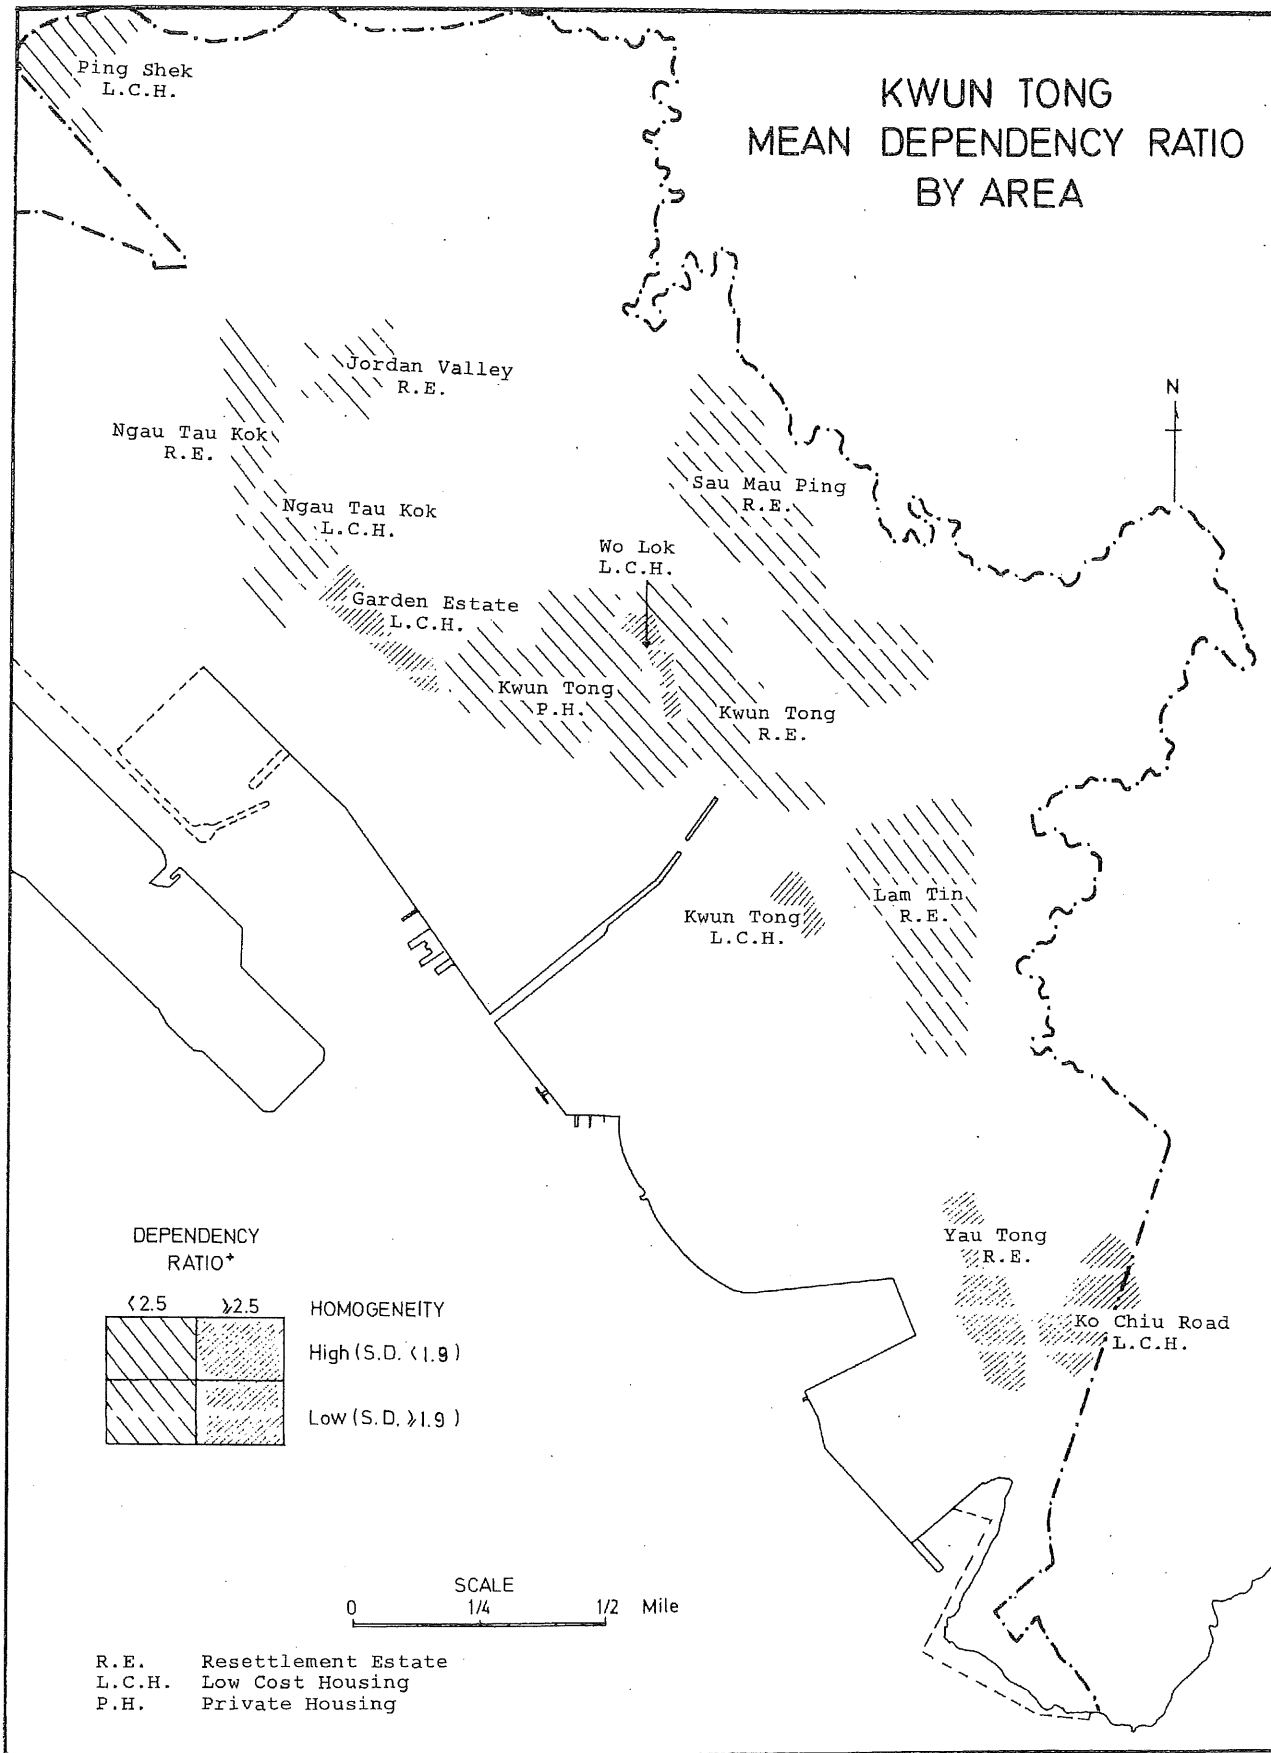 KWUN TONG
MEAN DEPENDENCY RATIO
BY AREA
Ping Shek
L.C.H.
Jordan Valley
R.E.
N
Ngau Tau Kok
R.E.
Sau Mau Ping
R.E.
Ngau Tau Kok
L.C.H.
Wo Lok
L.C.H.
Garden Estate
L.C.H.
Kwun Tong
P.H.
Kwun Tong
R.E.
Lam Tin
R.E.
Kwun Tong
L.C.H.
Yau Tong
R.E.
Ko Chiu Road
L.C.H.
DEPENDENCY
RATIO+
<2.5 ⩾2.5 HOMOGENEITY
High (S.D. < 1.9)
Low (S.D. ⩾1.9)
SCALE
0 1/4 1/2 Mile
R.E. Resettlement Estate
L.C.H. Low Cost Housing
P.H. Private Housing